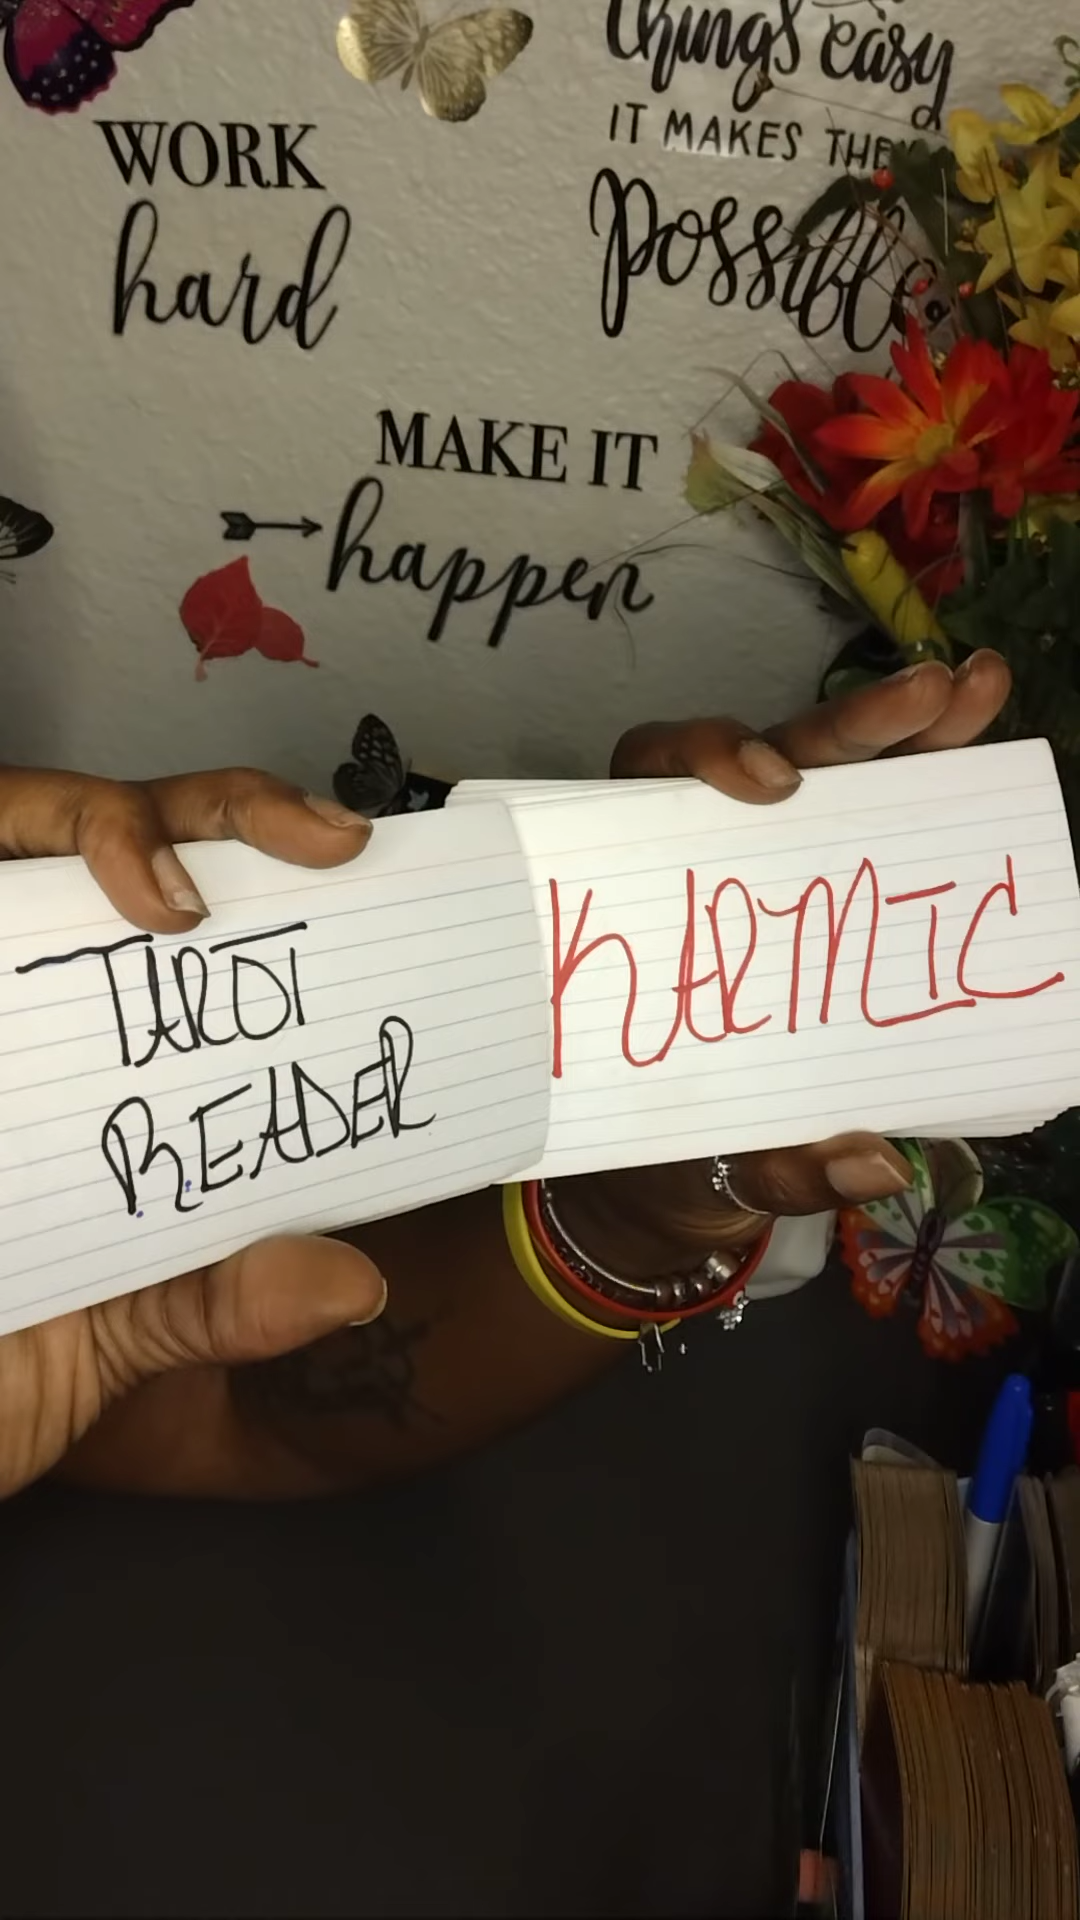 things easy
IT MAKES THE
possible
WORK
hard
MAKE IT
happen
TAROT
READER
KARMIC